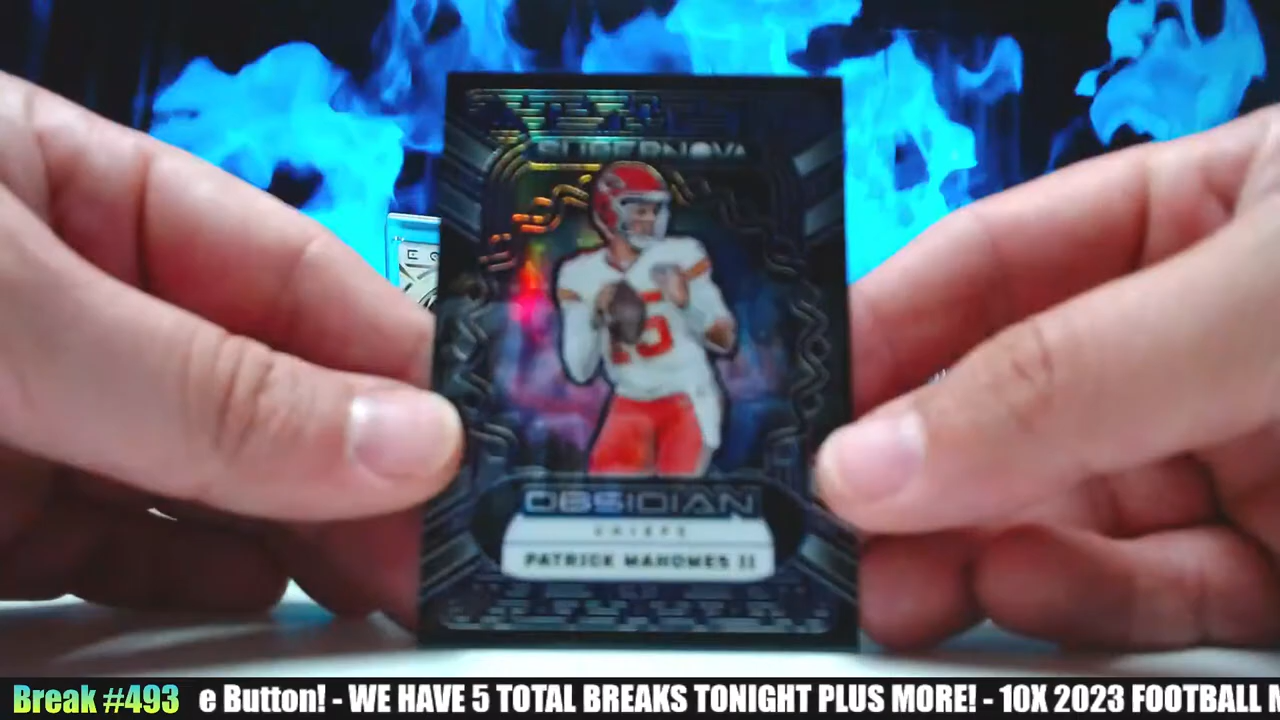 SUPERNOVA
15
OBSIDIAN
CHIEFS
PATRICK MAHOMES II
Break #493 e Button! - WE HAVE 5 TOTAL BREAKS TONIGHT PLUS MORE! - 10X 2023 FOOTBALL